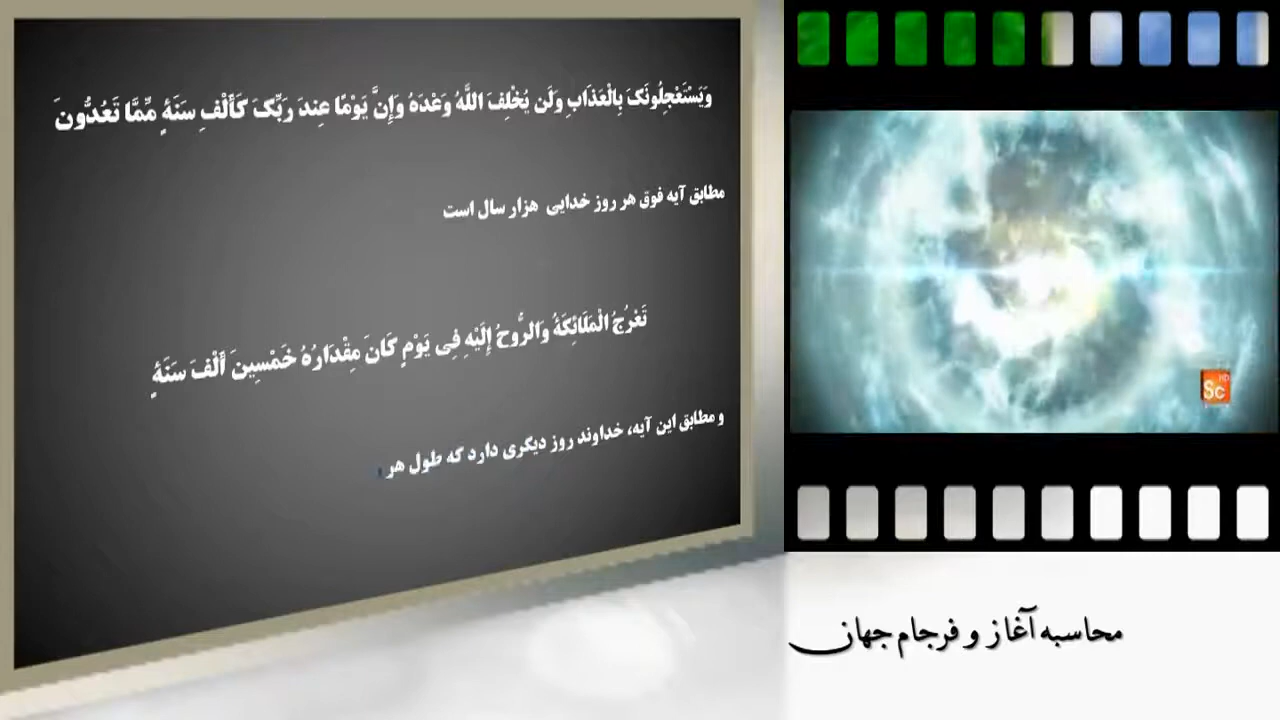 وَيَسْتَعْجِلُونَكَ بِالْعَذَابِ وَلَن يُخْلِفَ اللَّهُ وَعْدَهُ وَإِنَّ يَوْمًا عِندَ رَبِّكَ كَأَلْفِ سَنَةٍ مِّمَّا تَعُدُّونَ
مطابق آیه فوق هر روز خدایی هزار سال است
تَعْرُجُ الْمَلَائِكَةُ وَالرُّوحُ إِلَيْهِ فِي يَوْمٍ كَانَ مِقْدَارُهُ خَمْسِينَ أَلْفَ سَنَةٍ
و مطابق این آیه، خداوند روز دیگری دارد که طول هر
Sc HD
محاسبه آغاز و فرجام جهان